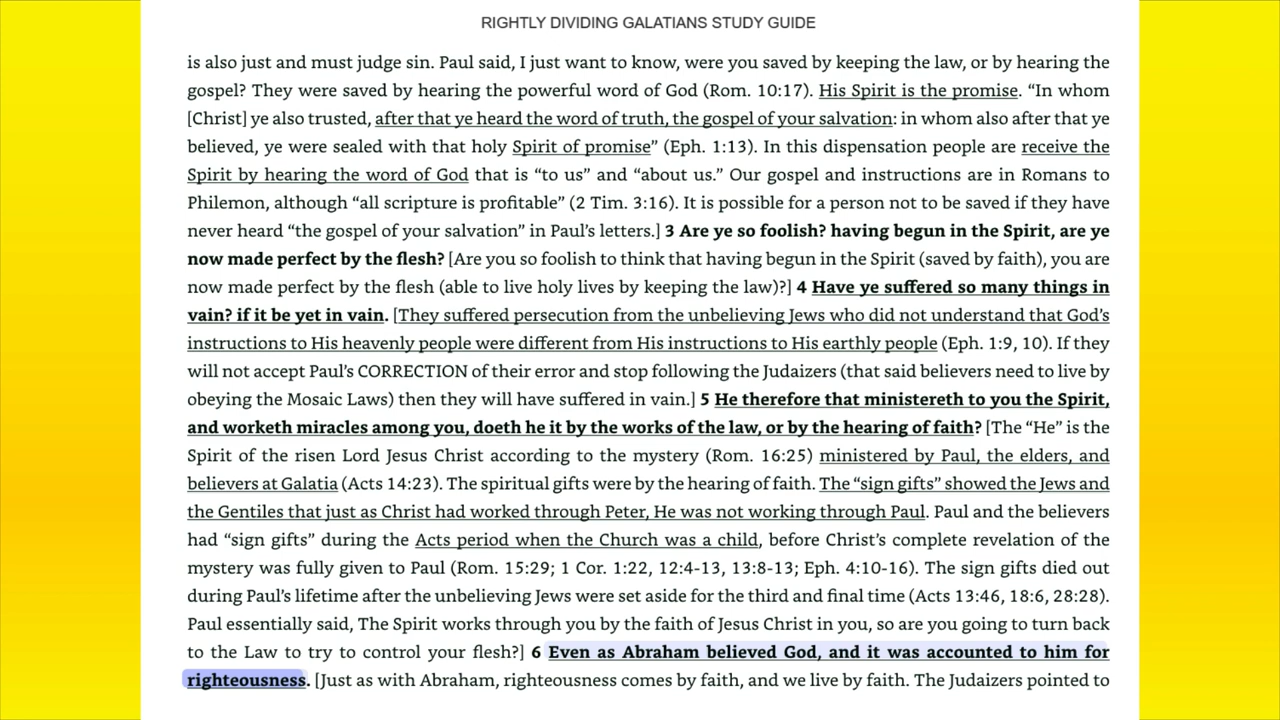 RIGHTLY DIVIDING GALATIANS STUDY GUIDE
is also just and must judge sin. Paul said, I just want to know, were you saved by keeping the law, or by hearing the
gospel? They were saved by hearing the powerful word of God (Rom. 10:17). His Spirit is the promise. “In whom
[Christ] ye also trusted, after that ye heard the word of truth, the gospel of your salvation: in whom also after that ye
believed, ye were sealed with that holy Spirit of promise” (Eph. 1:13). In this dispensation people are receive the
Spirit by hearing the word of God that is “to us” and “about us.” Our gospel and instructions are in Romans to
Philemon, although “all scripture is profitable” (2 Tim. 3:16). It is possible for a person not to be saved if they have
never heard “the gospel of your salvation” in Paul’s letters.] 3 Are ye so foolish? having begun in the Spirit, are ye
now made perfect by the flesh? [Are you so foolish to think that having begun in the Spirit (saved by faith), you are
now made perfect by the flesh (able to live holy lives by keeping the law)?] 4 Have ye suffered so many things in
vain? if it be yet in vain. [They suffered persecution from the unbelieving Jews who did not understand that God’s
instructions to His heavenly people were different from His instructions to His earthly people (Eph. 1:9, 10). If they
will not accept Paul’s CORRECTION of their error and stop following the Judaizers (that said believers need to live by
obeying the Mosaic Laws) then they will have suffered in vain.] 5 He therefore that ministereth to you the Spirit,
and worketh miracles among you, doeth he it by the works of the law, or by the hearing of faith? [The “He” is the
Spirit of the risen Lord Jesus Christ according to the mystery (Rom. 16:25) ministered by Paul, the elders, and
believers at Galatia (Acts 14:23). The spiritual gifts were by the hearing of faith. The “sign gifts” showed the Jews and
the Gentiles that just as Christ had worked through Peter, He was not working through Paul. Paul and the believers
had “sign gifts” during the Acts period when the Church was a child, before Christ’s complete revelation of the
mystery was fully given to Paul (Rom. 15:29; 1 Cor. 1:22, 12:4-13, 13:8-13; Eph. 4:10-16). The sign gifts died out
during Paul’s lifetime after the unbelieving Jews were set aside for the third and final time (Acts 13:46, 18:6, 28:28).
Paul essentially said, The Spirit works through you by the faith of Jesus Christ in you, so are you going to turn back
to the Law to try to control your flesh?] 6 Even as Abraham believed God, and it was accounted to him for
righteousness. [Just as with Abraham, righteousness comes by faith, and we live by faith. The Judaizers pointed to